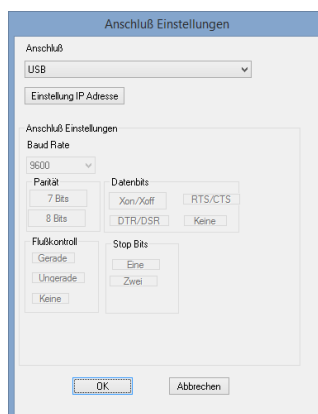 Anschluß Einstellungen
Anschluß
USB
Einstellung IP Adresse
Anschluß Einstellungen
Baud Rate
9600
Parität
7 Bits
8 Bits
Datenbits
Xon/Xoff RTS/CTS
DTR/DSR Keine
Flußkontroll
Gerade
Ungerade
Keine
Stop Bits
Eine
Zwei
OK Abbrechen